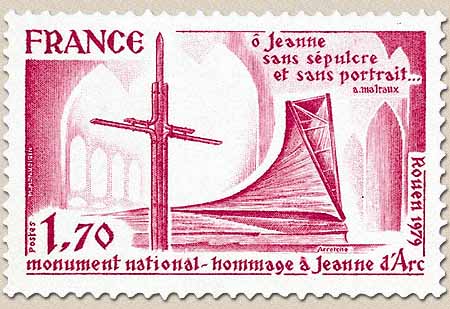 FRANCE
ô Jeanne
sans sépulcre
et sans portrait...
a. malraux
Rouen 1979
Postes
1,70
monument national - hommage à Jeanne d'Arc